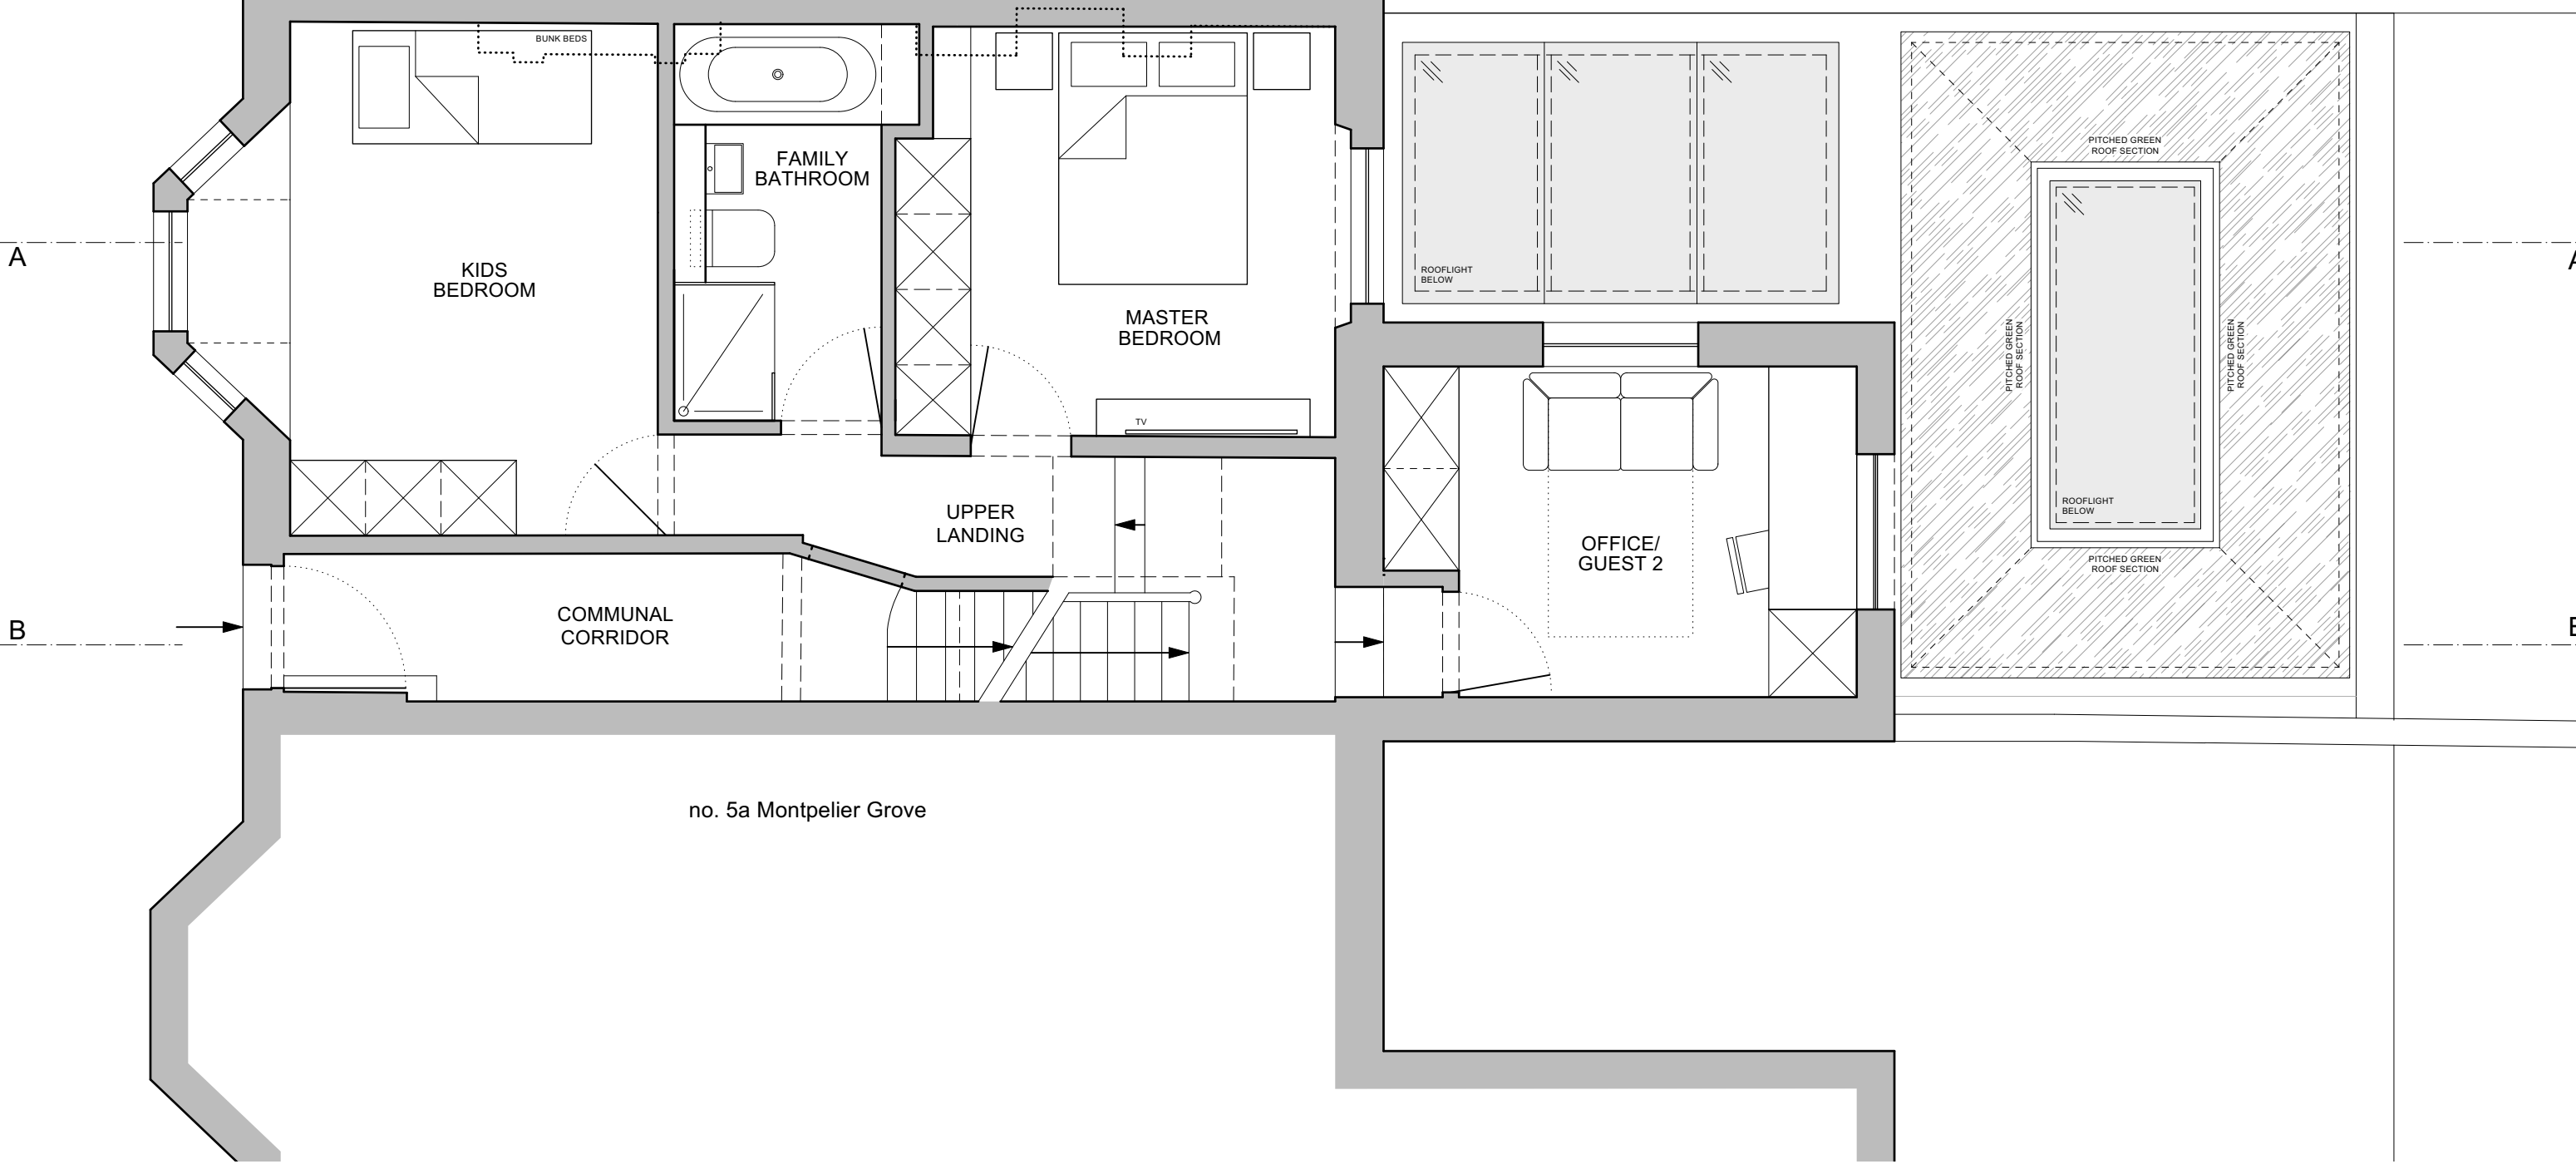 BUNK BEDS
FAMILY
BATHROOM
PITCHED GREEN
ROOF SECTION
A
KIDS
BEDROOM
MASTER
BEDROOM
ROOFLIGHT
BELOW
A
PITCHED GREEN
ROOF SECTION
PITCHED GREEN
ROOF SECTION
TV
UPPER
LANDING
OFFICE/
GUEST 2
ROOFLIGHT
BELOW
PITCHED GREEN
ROOF SECTION
B
COMMUNAL
CORRIDOR
B
no. 5a Montpelier Grove